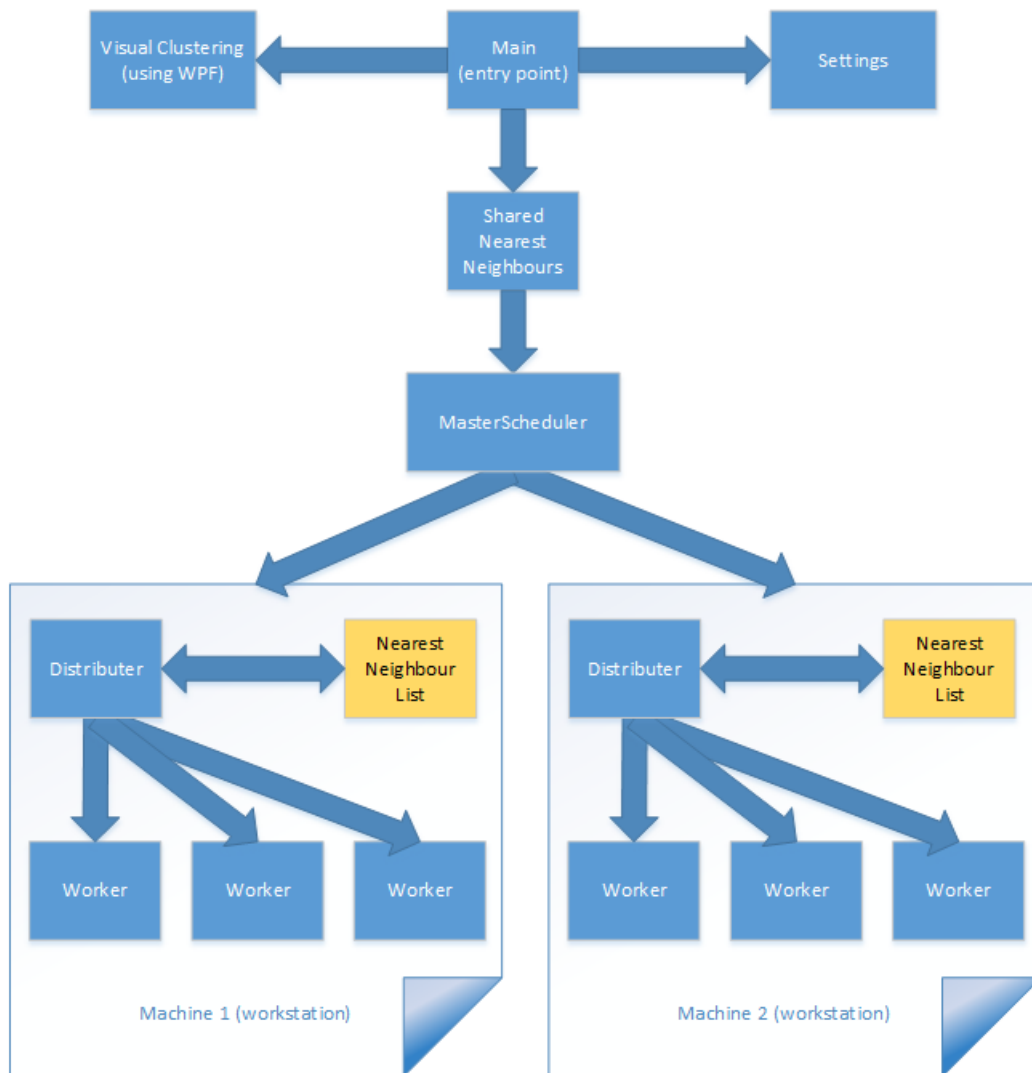 Visual Clustering
(using WPF)
Main
(entry point)
Settings
Shared
Nearest
Neighbours
MasterScheduler
Distributer
Nearest
Neighbour
List
Distributer
Nearest
Neighbour
List
Worker
Worker
Worker
Worker
Worker
Worker
Machine 1 (workstation)
Machine 2 (workstation)